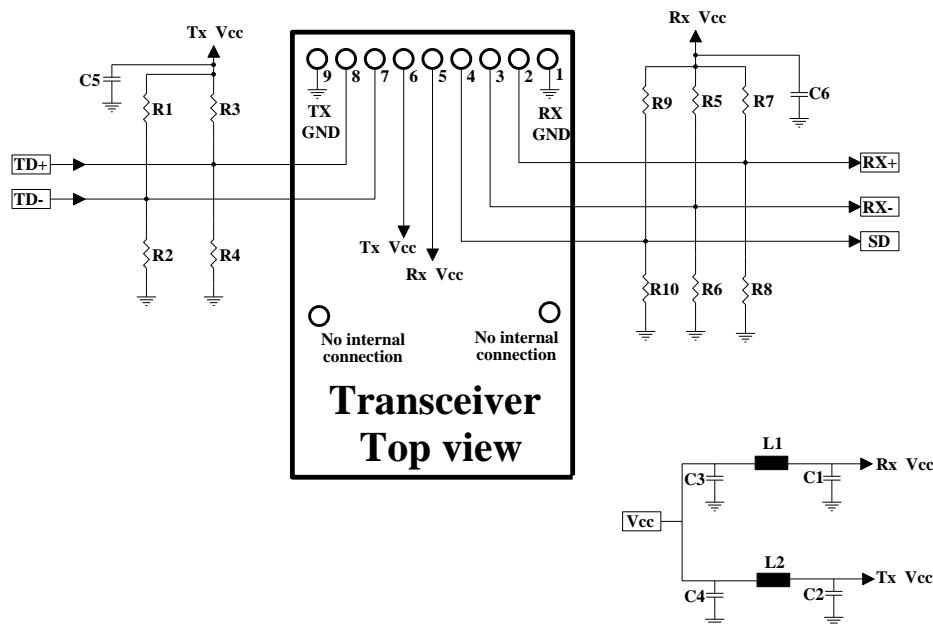 Tx Vcc
Rx Vcc
C5
R1
R3
9
8
7
6
5
4
3
2
1
TX
GND
RX
GND
R9
R5
R7
C6
TD+
TD-
RX+
RX-
SD
R2
R4
Tx Vcc
Rx Vcc
R10
R6
R8
No internal
connection
No internal
connection
Transceiver
Top view
L1
C3
C1
Rx Vcc
Vcc
L2
C4
C2
Tx Vcc